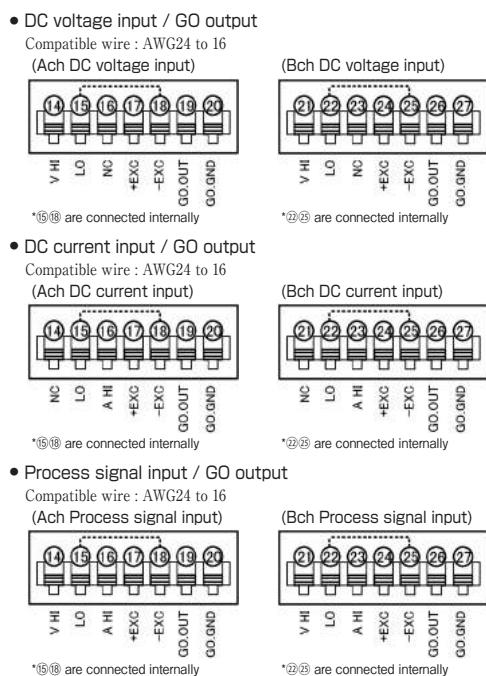 ● DC voltage input / GO output
Compatible wire : AWG24 to 16
(Ach DC voltage input) (Bch DC voltage input)
⑭ ⑮ ⑯ ⑰ ⑱ ⑲ ⑳ ㉑ ㉒ ㉓ ㉔ ㉕ ㉖ ㉗
V HI LO NC +EXC −EXC GO.OUT GO.GND V HI LO NC +EXC −EXC GO.OUT GO.GND
*⑮⑱ are connected internally *㉒㉕ are connected internally
● DC current input / GO output
Compatible wire : AWG24 to 16
(Ach DC current input) (Bch DC current input)
⑭ ⑮ ⑯ ⑰ ⑱ ⑲ ⑳ ㉑ ㉒ ㉓ ㉔ ㉕ ㉖ ㉗
NC LO A HI +EXC −EXC GO.OUT GO.GND NC LO A HI +EXC −EXC GO.OUT GO.GND
*⑮⑱ are connected internally *㉒㉕ are connected internally
● Process signal input / GO output
Compatible wire : AWG24 to 16
(Ach Process signal input) (Bch Process signal input)
⑭ ⑮ ⑯ ⑰ ⑱ ⑲ ⑳ ㉑ ㉒ ㉓ ㉔ ㉕ ㉖ ㉗
V HI LO A HI +EXC −EXC GO.OUT GO.GND V HI LO A HI +EXC −EXC GO.OUT GO.GND
*⑮⑱ are connected internally *㉒㉕ are connected internally